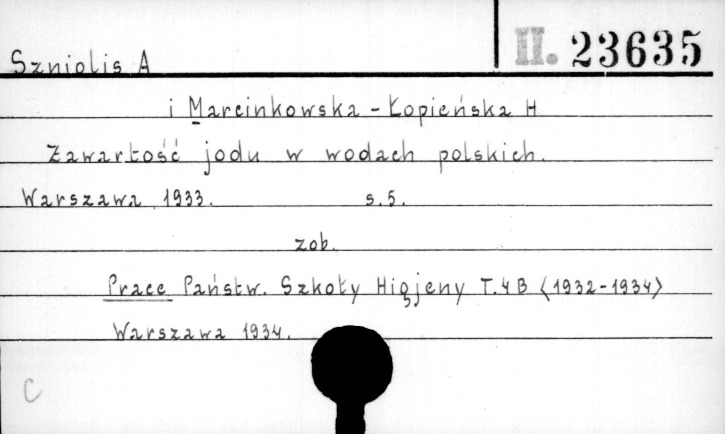 II. 23635
Szniolis A
i Marcinkowska - Łopieńska H
Zawartość jodu w wodach polskich.
Warszawa 1933. s. 5.
zob.
Prace Państw. Szkoły Higjeny T. 4 B <1932-1934>
Warszawa 1934.
C